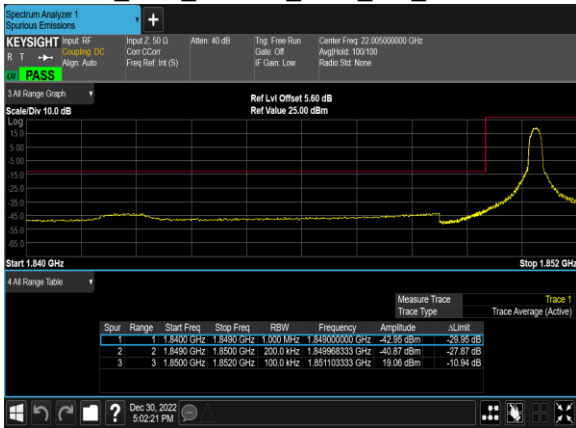 Spectrum Analyzer 1
Spurious Emissions
+
KEYSIGHT
Input: RF
Coupling: DC
Align: Auto
R T
LXI
PASS
Input Z: 50 Ω
Corr CCorr
Freq Ref: Int (S)
Atten: 40 dB
Trig: Free Run
Gate: Off
IF Gain: Low
Center Freq: 22.005000000 GHz
Avg|Hold: 100/100
Radio Std: None
3 All Range Graph
Scale/Div 10.0 dB
Ref Lvl Offset 5.60 dB
Ref Value 25.00 dBm
Log
15.0
5.00
-5.00
-15.0
-25.0
-35.0
-45.0
-55.0
-65.0
Start 1.840 GHz
Stop 1.852 GHz
4 All Range Table
Measure Trace Trace 1
Trace Type Trace Average (Active)
Spur Range Start Freq Stop Freq RBW Frequency Amplitude ΔLimit
1 1 1.8400 GHz 1.8490 GHz 1.000 MHz 1.849000000 GHz -42.95 dBm -29.95 dB
2 2 1.8490 GHz 1.8500 GHz 200.0 kHz 1.849968333 GHz -40.87 dBm -27.87 dB
3 3 1.8500 GHz 1.8520 GHz 100.0 kHz 1.851103333 GHz 19.06 dBm -10.94 dB
?
Dec 30, 2022
5:02:21 PM